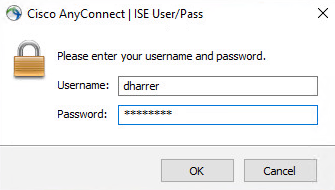 Cisco AnyConnect | ISE User/Pass
Please enter your username and password.
Username: dharrer
Password: ********
OK Cancel